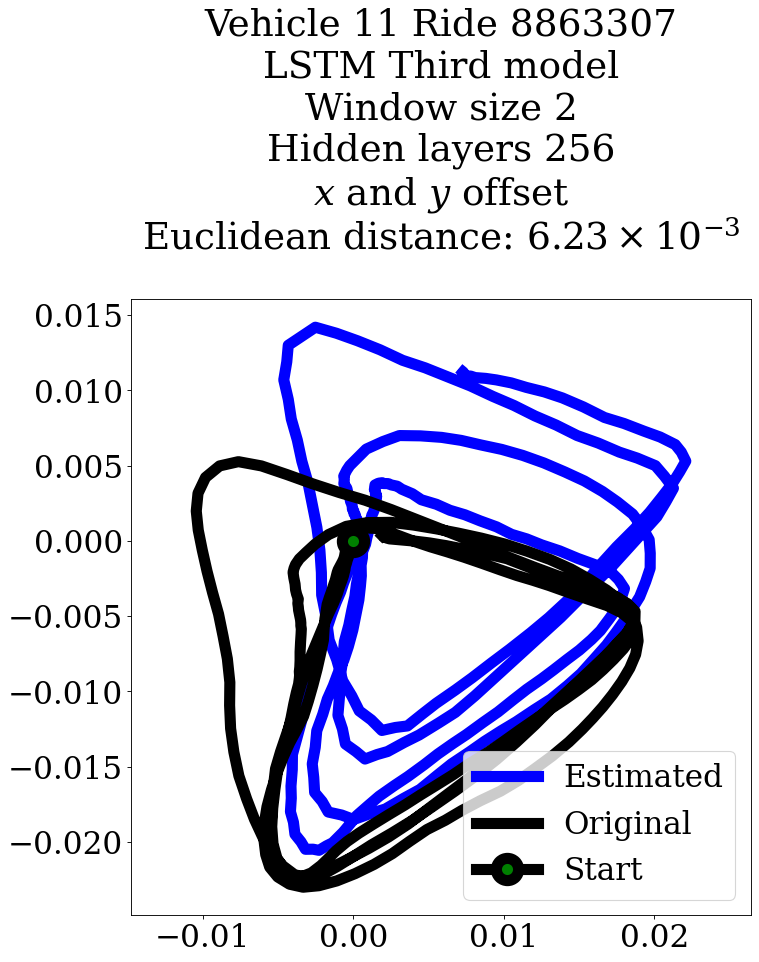 Vehicle 11 Ride 8863307
LSTM Third model
Window size 2
Hidden layers 256
x and y offset
Euclidean distance: 6.23 × 10⁻³
0.015
0.010
0.005
0.000
−0.005
−0.010
−0.015
−0.020
Estimated
Original
Start
−0.01 0.00 0.01 0.02